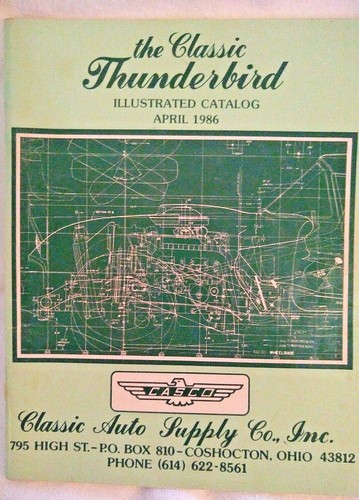 the Classic
Thunderbird
ILLUSTRATED CATALOG
APRIL 1986
WHEELBASE
CASCO
Classic Auto Supply Co., Inc.
795 HIGH ST.-P.O. BOX 810-COSHOCTON, OHIO 43812
PHONE (614) 622-8561